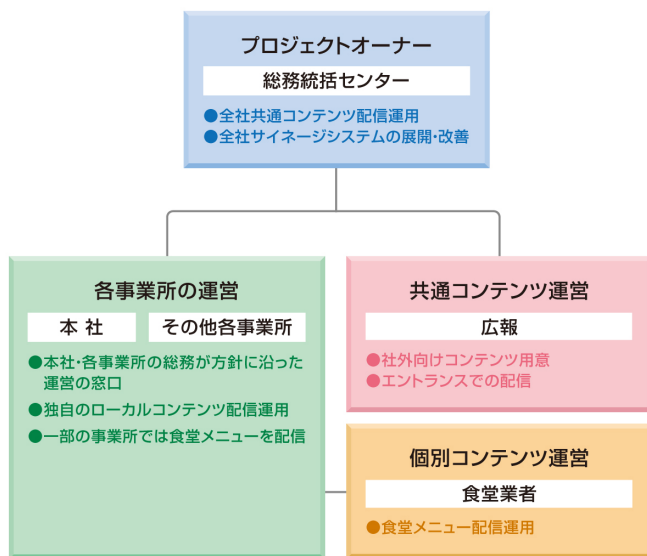 プロジェクトオーナー
総務統括センター
●全社共通コンテンツ配信運用
●全社サイネージシステムの展開・改善
各事業所の運営
本 社
その他各事業所
●本社・各事業所の総務が方針に沿った
運営の窓口
●独自のローカルコンテンツ配信運用
●一部の事業所では食堂メニューを配信
共通コンテンツ運営
広報
●社外向けコンテンツ用意
●エントランスでの配信
個別コンテンツ運営
食堂業者
●食堂メニュー配信運用